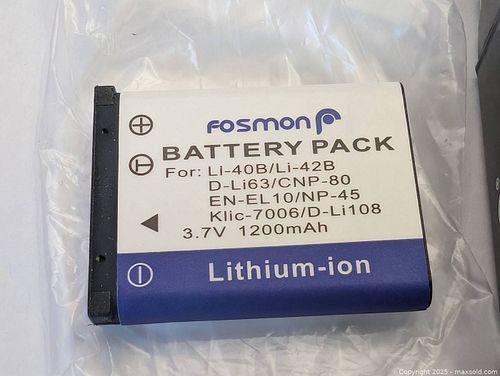 Fosmon
BATTERY PACK
For: Li-40B/Li-42B
D-Li63/CNP-80
EN-EL10/NP-45
Klic-7006/D-Li108
3.7V 1200mAh
Lithium-ion
Copyright 2025 - maxsold.com